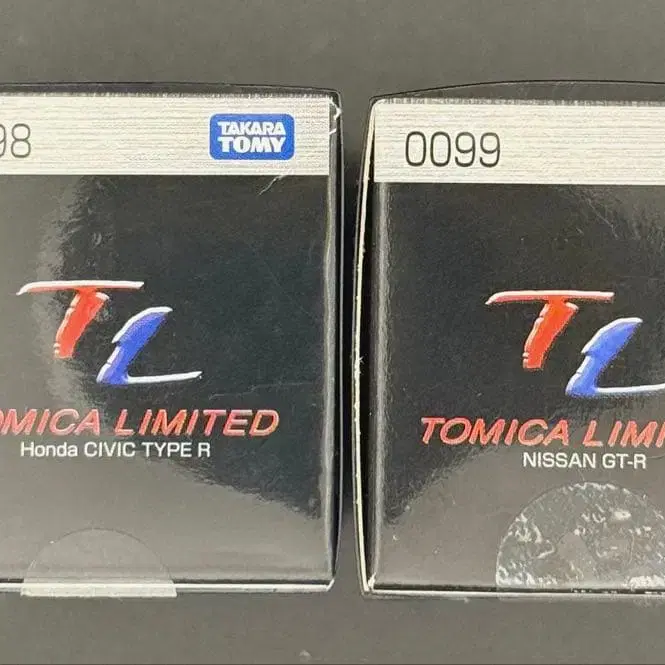 98
TAKARA
TOMY
TL
OMICA LIMITED
Honda CIVIC TYPE R
0099
TL
TOMICA LIMI
NISSAN GT-R